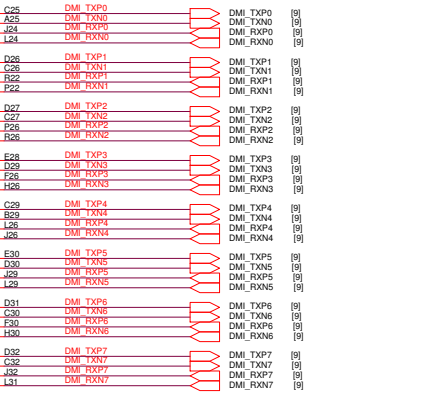 C25 DMI_TXP0 DMI_TXP0 [9]
A25 DMI_TXN0 DMI_TXN0 [9]
J24 DMI_RXP0 DMI_RXP0 [9]
L24 DMI_RXN0 DMI_RXN0 [9]
D26 DMI_TXP1 DMI_TXP1 [9]
C26 DMI_TXN1 DMI_TXN1 [9]
R22 DMI_RXP1 DMI_RXP1 [9]
P22 DMI_RXN1 DMI_RXN1 [9]
D27 DMI_TXP2 DMI_TXP2 [9]
C27 DMI_TXN2 DMI_TXN2 [9]
P26 DMI_RXP2 DMI_RXP2 [9]
R26 DMI_RXN2 DMI_RXN2 [9]
E28 DMI_TXP3 DMI_TXP3 [9]
D29 DMI_TXN3 DMI_TXN3 [9]
F26 DMI_RXP3 DMI_RXP3 [9]
H26 DMI_RXN3 DMI_RXN3 [9]
C29 DMI_TXP4 DMI_TXP4 [9]
B29 DMI_TXN4 DMI_TXN4 [9]
L26 DMI_RXP4 DMI_RXP4 [9]
J26 DMI_RXN4 DMI_RXN4 [9]
E30 DMI_TXP5 DMI_TXP5 [9]
D30 DMI_TXN5 DMI_TXN5 [9]
J29 DMI_RXP5 DMI_RXP5 [9]
L29 DMI_RXN5 DMI_RXN5 [9]
D31 DMI_TXP6 DMI_TXP6 [9]
C30 DMI_TXN6 DMI_TXN6 [9]
F30 DMI_RXP6 DMI_RXP6 [9]
H30 DMI_RXN6 DMI_RXN6 [9]
D32 DMI_TXP7 DMI_TXP7 [9]
C32 DMI_TXN7 DMI_TXN7 [9]
J32 DMI_RXP7 DMI_RXP7 [9]
L31 DMI_RXN7 DMI_RXN7 [9]